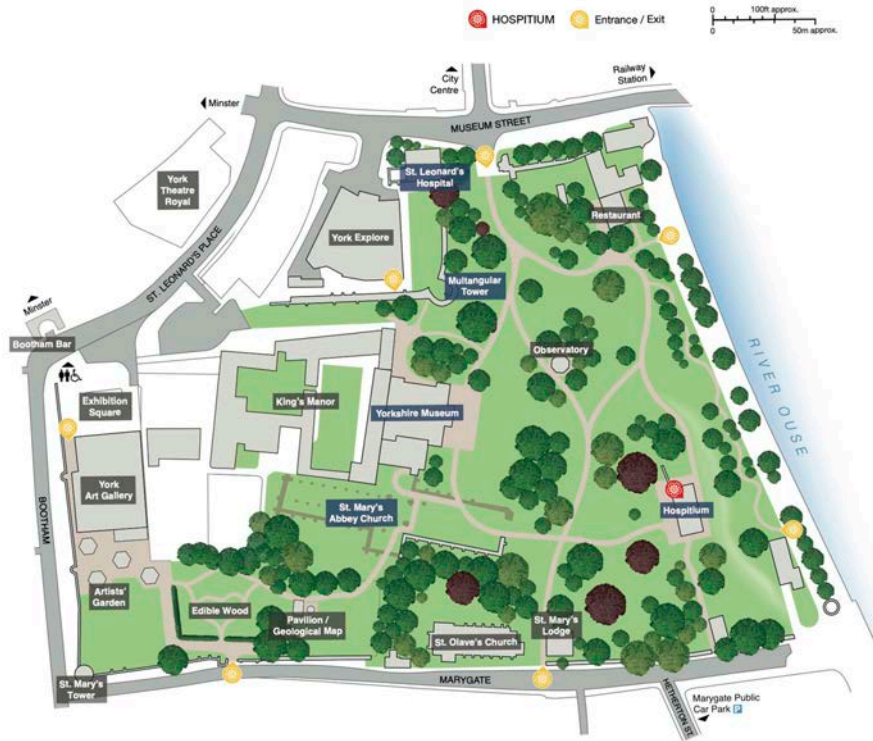 HOSPITIUM
Entrance / Exit
0 100ft approx.
0 50m approx.
City
Centre
Railway
Station
Minster
MUSEUM STREET
York
Theatre
Royal
St. Leonard's
Hospital
Restaurant
York Explore
ST. LEONARD'S PLACE
Multangular
Tower
Minster
Bootham Bar
Observatory
RIVER OUSE
Exhibition
Square
King's Manor
Yorkshire Museum
York
Art Gallery
BOOTHAM
St. Mary's
Abbey Church
Hospitium
Artists'
Garden
Edible Wood
Pavilion /
Geological Map
St. Olave's Church
St. Mary's
Lodge
St. Mary's
Tower
MARYGATE
HETHERTON ST.
Marygate Public
Car Park P